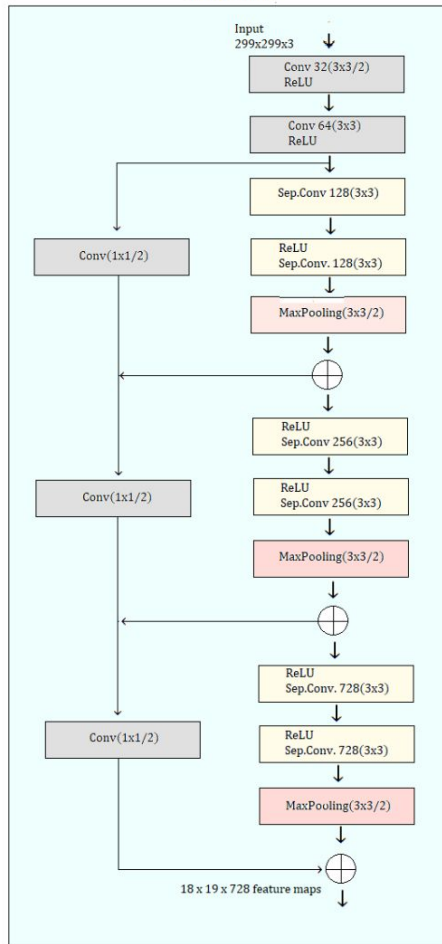 Input
299x299x3
Conv 32(3x3/2)
ReLU
Conv 64(3x3)
ReLU
Sep.Conv 128(3x3)
Conv(1x1/2)
ReLU
Sep.Conv. 128(3x3)
MaxPooling(3x3/2)
ReLU
Sep.Conv 256(3x3)
Conv(1x1/2)
ReLU
Sep.Conv 256(3x3)
MaxPooling(3x3/2)
ReLU
Sep.Conv. 728(3x3)
Conv(1x1/2)
ReLU
Sep.Conv. 728(3x3)
MaxPooling(3x3/2)
18 x 19 x 728 feature maps